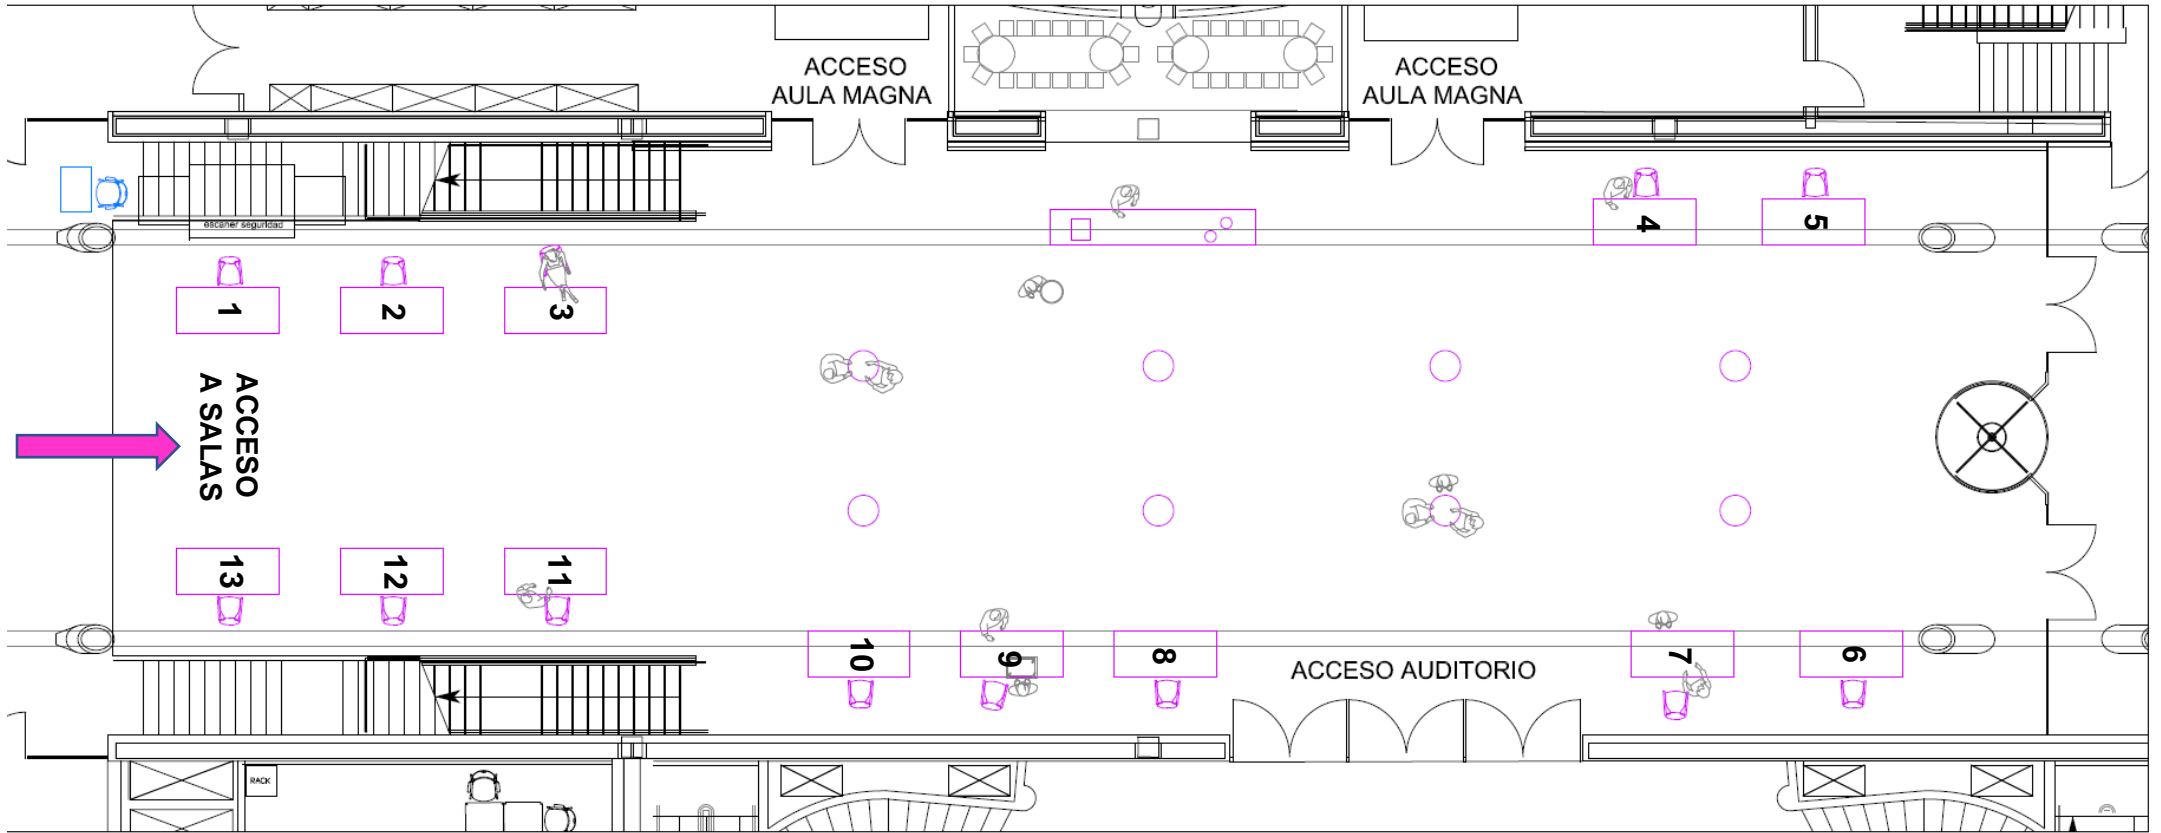 ACCESO
AULA MAGNA
ACCESO
AULA MAGNA
escaner seguridad
4
5
1
2
3
ACCESO
A SALAS
13
12
11
10
9
8
ACCESO AUDITORIO
7
6
RACK